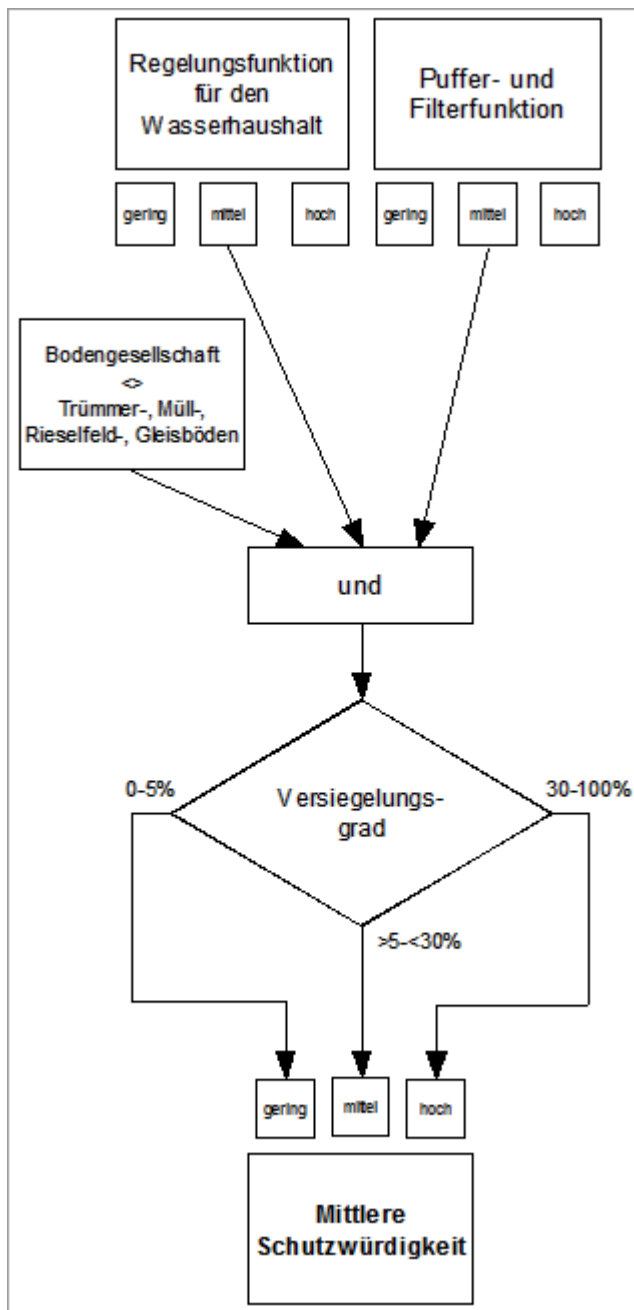 Regelungsfunktion
für den
Wasserhaushalt
Puffer- und
Filterfunktion
gering
mittel
hoch
gering
mittel
hoch
Bodengesellschaft
<>
Trümmer-, Müll-,
Rieselfeld-, Gleisböden
und
0-5%
Versiegelungs-
grad
30-100%
>5-<30%
gering
mittel
hoch
Mittlere
Schutzwürdigkeit